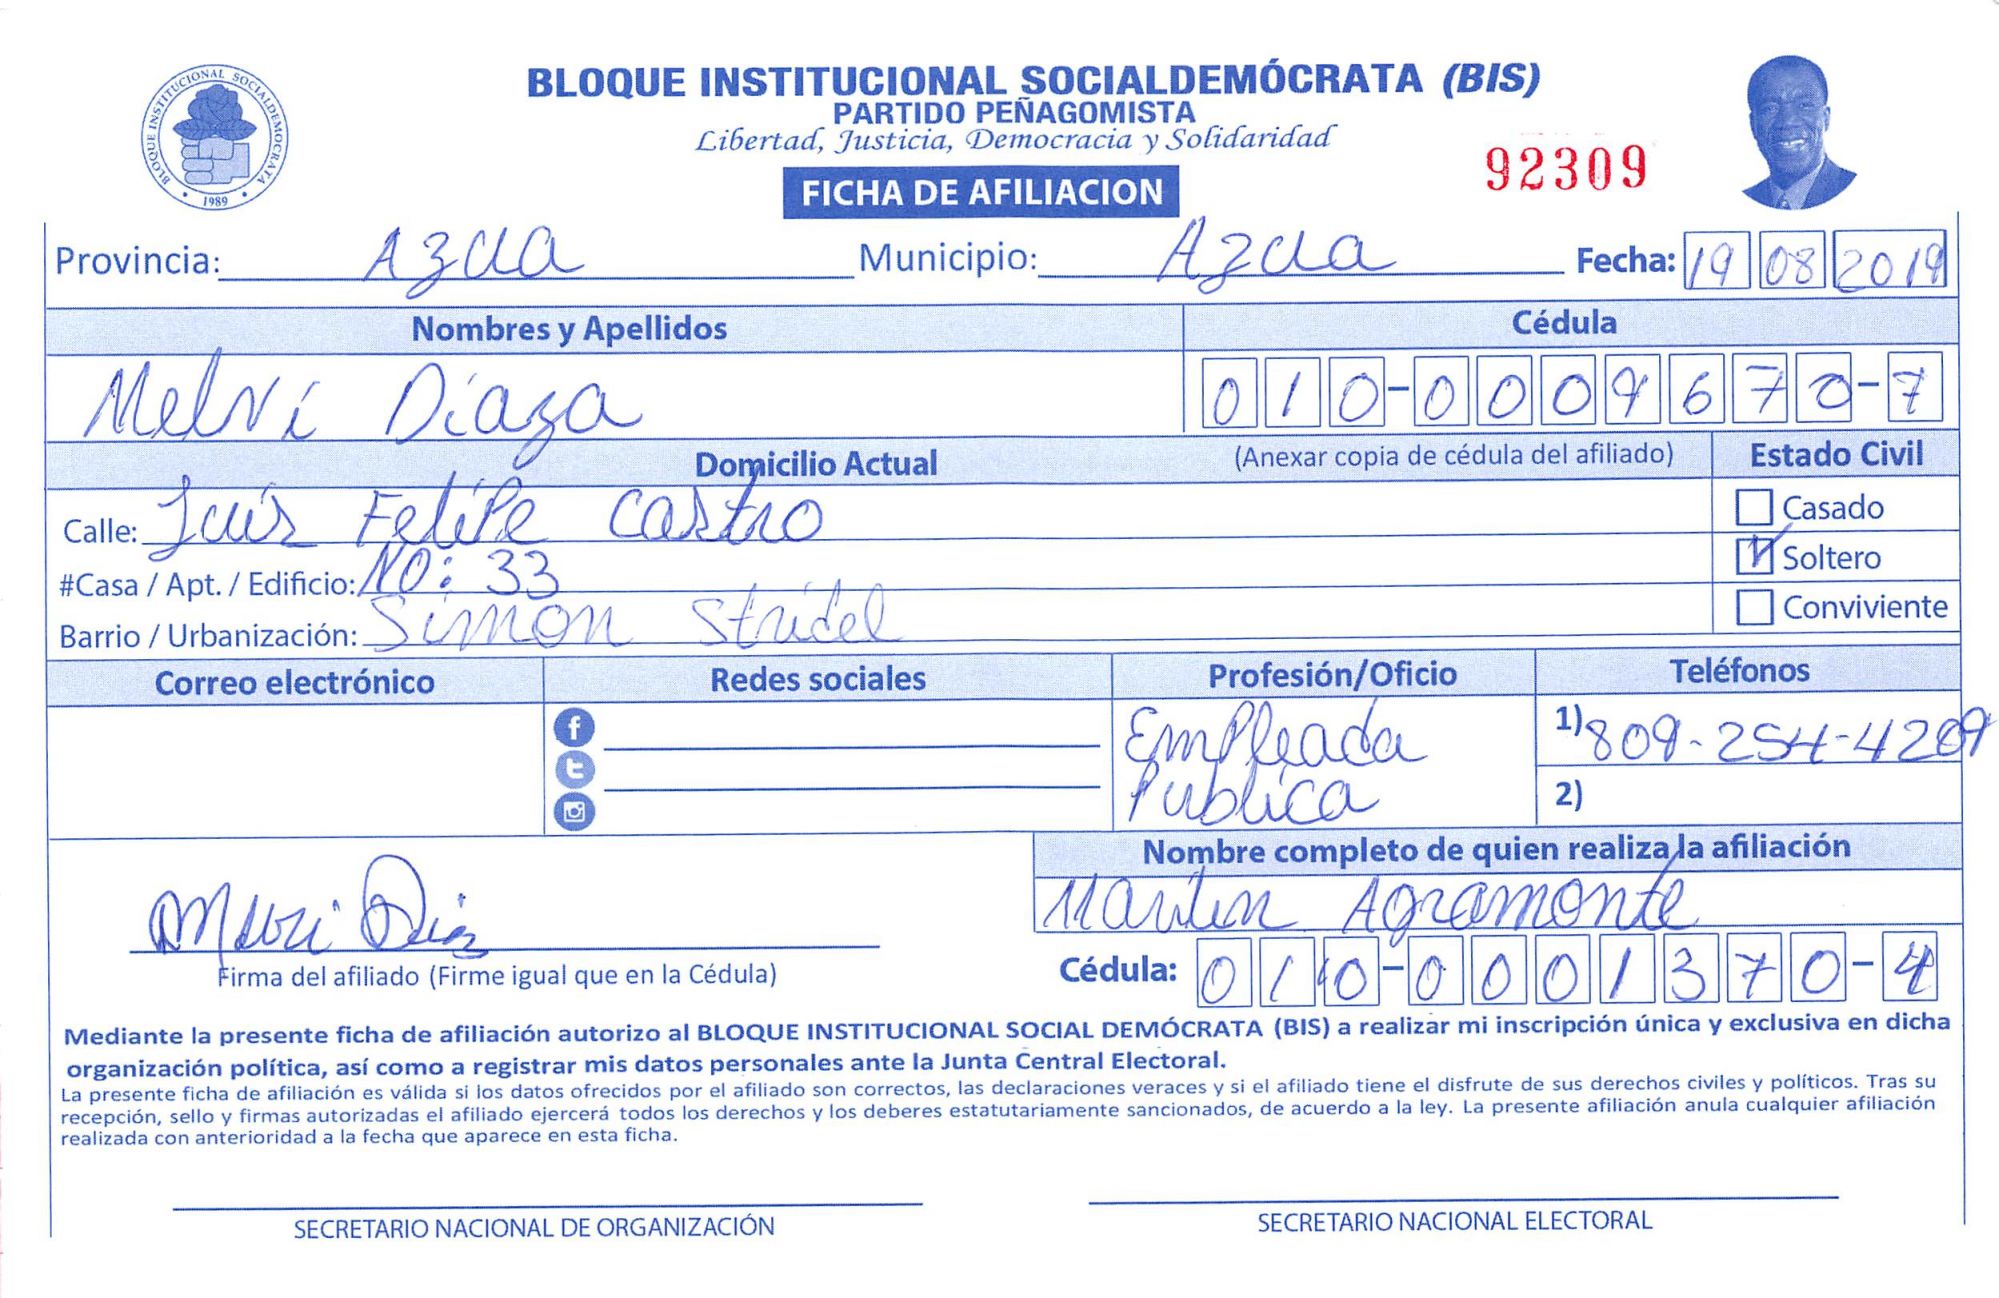 BLOQUE INSTITUCIONAL SOCIALDEMOCRATA
1989
BLOQUE INSTITUCIONAL SOCIALDEMÓCRATA (BIS)
PARTIDO PEÑAGOMISTA
Libertad, Justicia, Democracia y Solidaridad
92309
FICHA DE AFILIACION
Provincia: Azua Municipio: Azua Fecha: 19 08 2019
Nombres y Apellidos Cédula
Melvi Diaza 010-0009670-7
Domicilio Actual (Anexar copia de cédula del afiliado) Estado Civil
Calle: Luis Felipe Castro Casado
#Casa / Apt. / Edificio: NO: 33 Soltero
Barrio / Urbanización: Simon Stridel Conviviente
Correo electrónico Redes sociales Profesión/Oficio Teléfonos
Empleada Publica 1) 809-254-4209
2)
Nombre completo de quien realiza la afiliación
Marilen Agramonte
Firma del afiliado (Firme igual que en la Cédula) Cédula: 010-0001370-4
Mediante la presente ficha de afiliación autorizo al BLOQUE INSTITUCIONAL SOCIAL DEMÓCRATA (BIS) a realizar mi inscripción única y exclusiva en dicha
organización política, así como a registrar mis datos personales ante la Junta Central Electoral.
La presente ficha de afiliación es válida si los datos ofrecidos por el afiliado son correctos, las declaraciones veraces y si el afiliado tiene el disfrute de sus derechos civiles y políticos. Tras su
recepción, sello y firmas autorizadas el afiliado ejercerá todos los derechos y los deberes estatutariamente sancionados, de acuerdo a la ley. La presente afiliación anula cualquier afiliación
realizada con anterioridad a la fecha que aparece en esta ficha.
SECRETARIO NACIONAL DE ORGANIZACIÓN SECRETARIO NACIONAL ELECTORAL